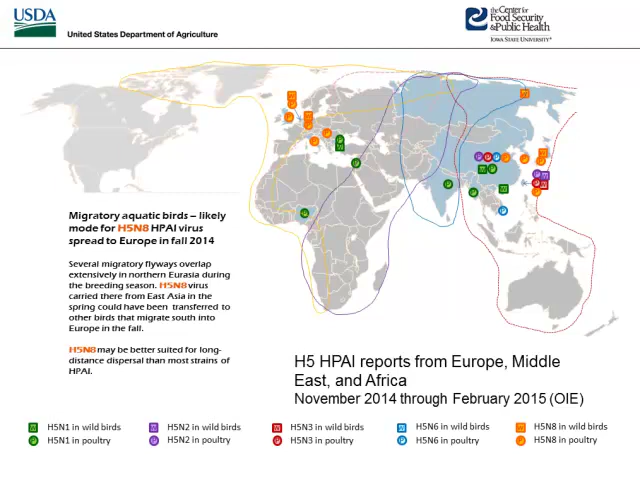 USDA
United States Department of Agriculture
the Center for
Food Security
& Public Health
IOWA STATE UNIVERSITY®
Migratory aquatic birds – likely
mode for H5N8 HPAI virus
spread to Europe in fall 2014
Several migratory flyways overlap
extensively in northern Eurasia during
the breeding season. H5N8 virus
carried there from East Asia in the
spring could have been transferred to
other birds that migrate south into
Europe in the fall.
H5N8 may be better suited for long-
distance dispersal than most strains of
HPAI.
H5 HPAI reports from Europe, Middle
East, and Africa
November 2014 through February 2015 (OIE)
H5N1 in wild birds
H5N2 in wild birds
H5N3 in wild birds
H5N6 in wild birds
H5N8 in wild birds
H5N1 in poultry
H5N2 in poultry
H5N3 in poultry
H5N6 in poultry
H5N8 in poultry